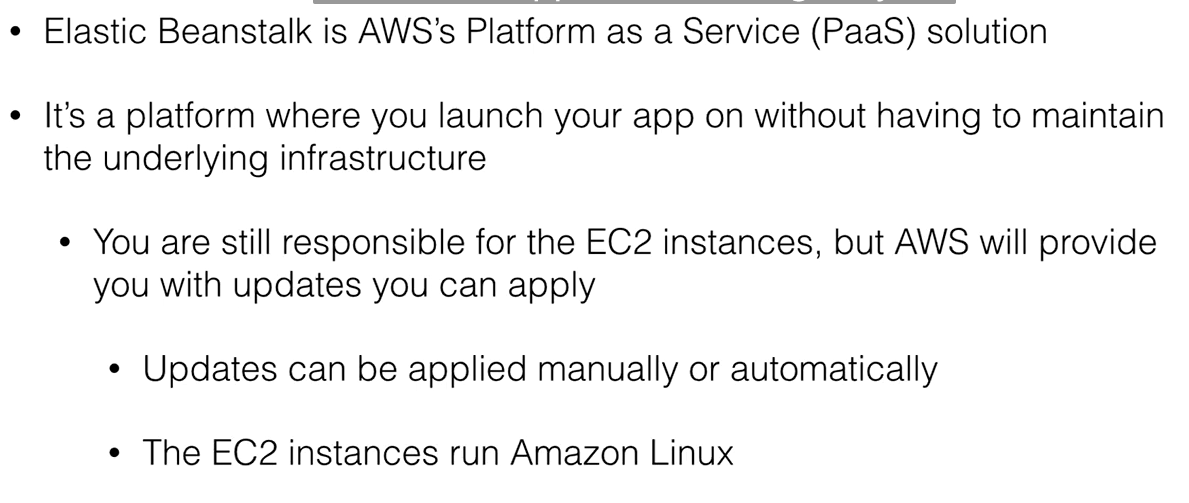 • Elastic Beanstalk is AWS's Platform as a Service (PaaS) solution
• It's a platform where you launch your app on without having to maintain
the underlying infrastructure
• You are still responsible for the EC2 instances, but AWS will provide
you with updates you can apply
• Updates can be applied manually or automatically
• The EC2 instances run Amazon Linux